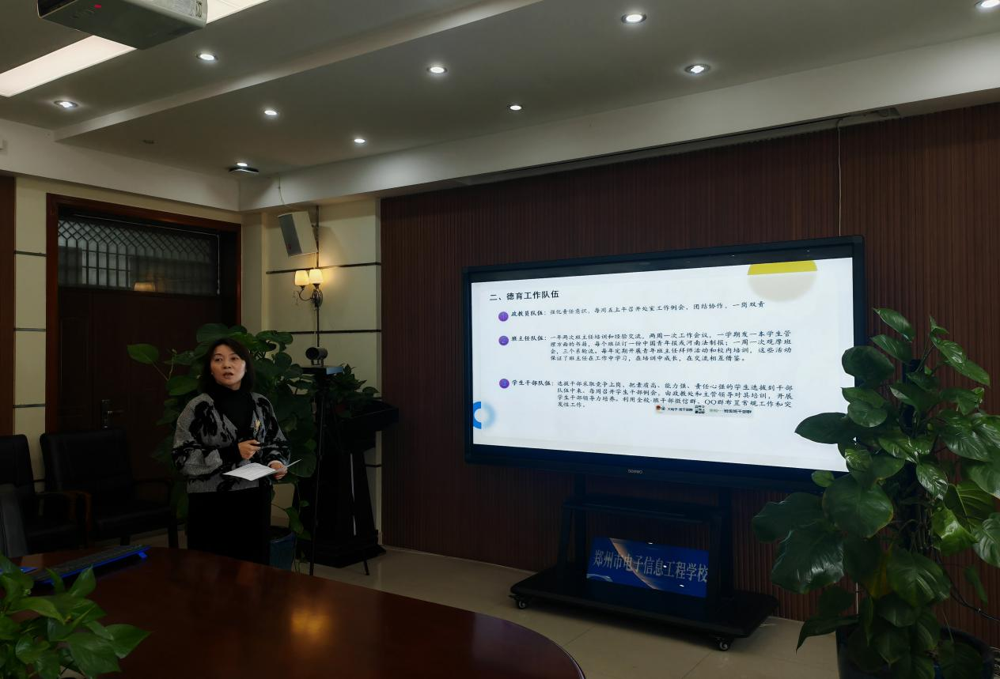 二、德育工作队伍
1 政教员队伍：强化责任意识，每周五上午召开处室工作例会，团结协作，一岗双责
2 班主任队伍：一年两次班主任培训和经验交流，两周一次工作会议，一学期发一本学生管
理方面的书籍，每个班征订一份中国青年报或河南法制报；一周一次观摩班
会，三个系轮流。每年定期开展青年班主任拜师活动和校内培训，这些活动
保证了班主任在工作中学习，在培训中成长，在交流相互借鉴。
3 学生干部队伍：选拔干部采取竞争上岗，把素质高、能力强、责任心强的学生选拔到干部
队伍中来。每周召开学生干部例会，由政教处和主管领导对其培训，开展
学生干部领导力培养。利用全校-班干部微信群、QQ群布置常规工作和突
发性工作。
班级班干部群
郑州市电子信息工程学校